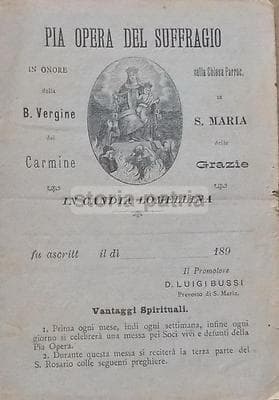 PIA OPERA DEL SUFFRAGIO
IN ONORE
della
B. Vergine
del
Carmine
nella Chiesa Parroc.
di
S. MARIA
delle
Grazie
IN CANDIA LOMELLINA
storiapatria
fu ascritt il dì 189
Il Promotore
D. LUIGI BUSSI
Prevosto di S. Maria.
Vantaggi Spirituali.
1. Prima ogni mese, indi ogni settimana, infine ogni
giorno si celebrerà una messa pei Soci vivi e defunti della
Pia Opera.
2. Durante questa messa si reciterà la terza parte del
S. Rosario colle seguenti preghiere.